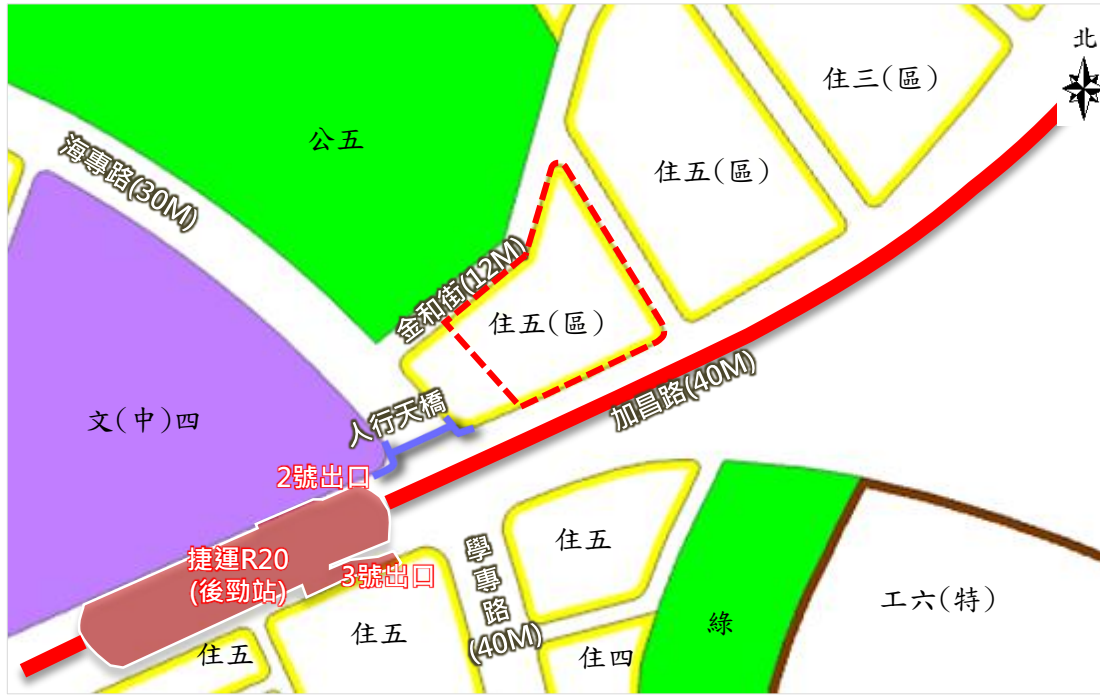 北
住三(區)
公五
海專路(30M)
住五(區)
金和街(12M)
住五(區)
加昌路(40M)
文(中)四
人行天橋
2號出口
捷運R20
(後勁站)
3號出口
學專路
(40M)
住五
綠
工六(特)
住五
住五
住四